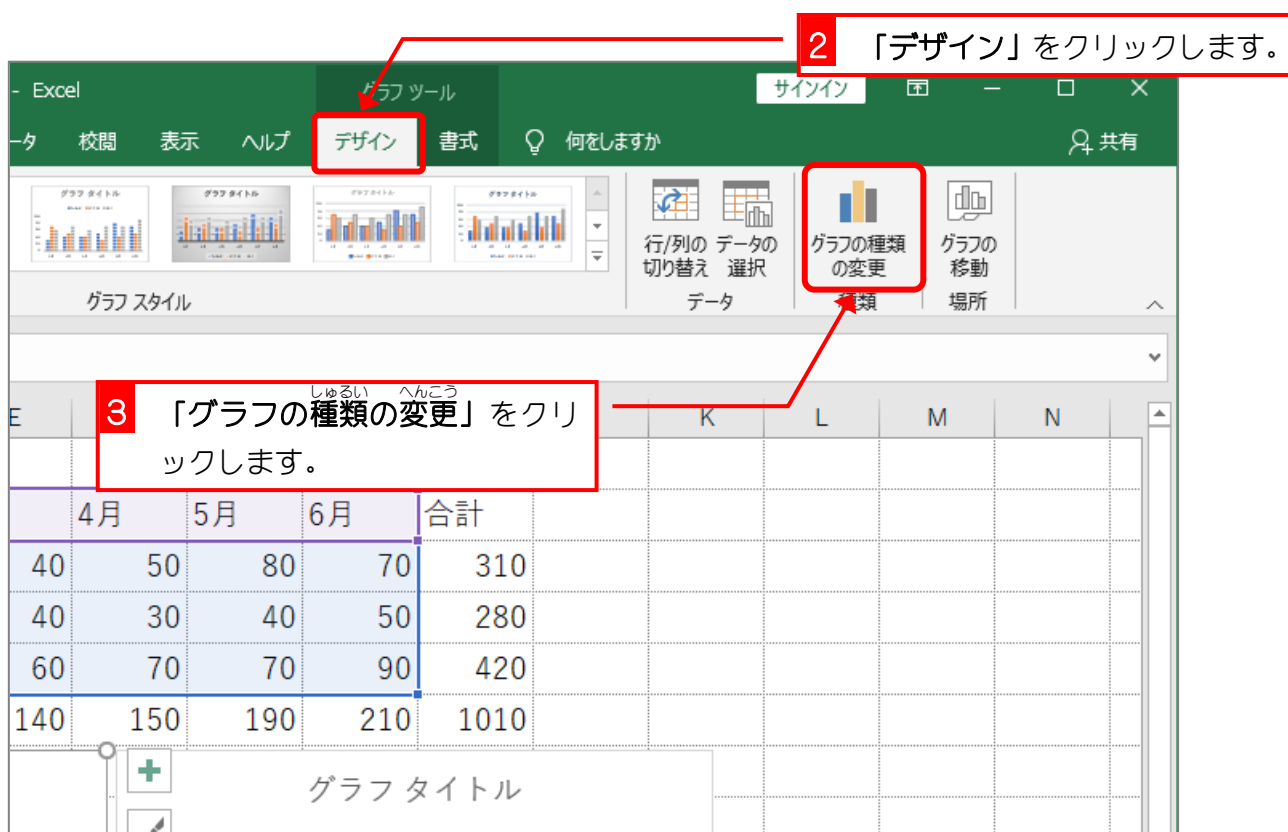 2 「デザイン」をクリックします。
- Excel グラフ ツール サインイン
ータ 校閲 表示 ヘルプ デザイン 書式 何をしますか 共有
グラフ タイトル グラフ タイトル グラフ タイトル グラフ タイトル
行/列の データの グラフの種類 グラフの
切り替え 選択 の変更 移動
グラフ スタイル データ 種類 場所
しゅるい へんこう
3 「グラフの種類の変更」をクリ
ックします。
E K L M N
4月 5月 6月 合計
40 50 80 70 310
40 30 40 50 280
60 70 70 90 420
140 150 190 210 1010
グラフ タイトル